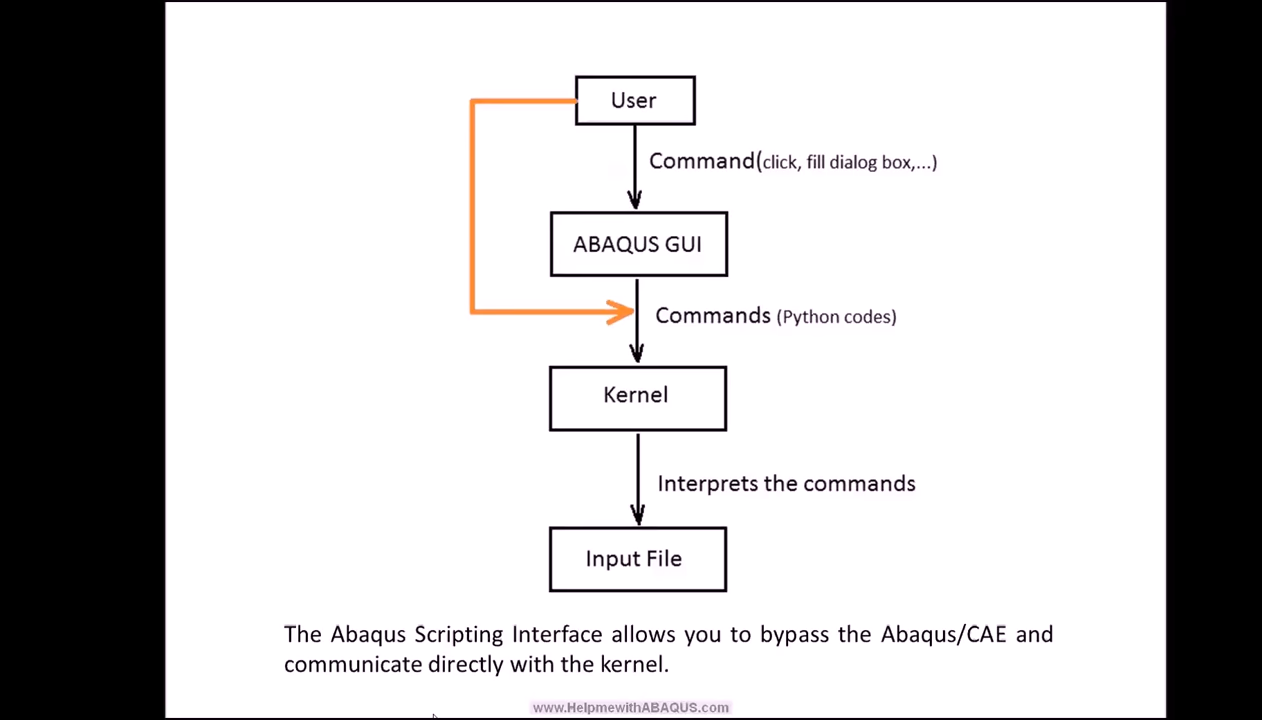 User
Command(click, fill dialog box,...)
ABAQUS GUI
Commands (Python codes)
Kernel
Interprets the commands
Input File
The Abaqus Scripting Interface allows you to bypass the Abaqus/CAE and
communicate directly with the kernel.
www.HelpmewithABAQUS.com